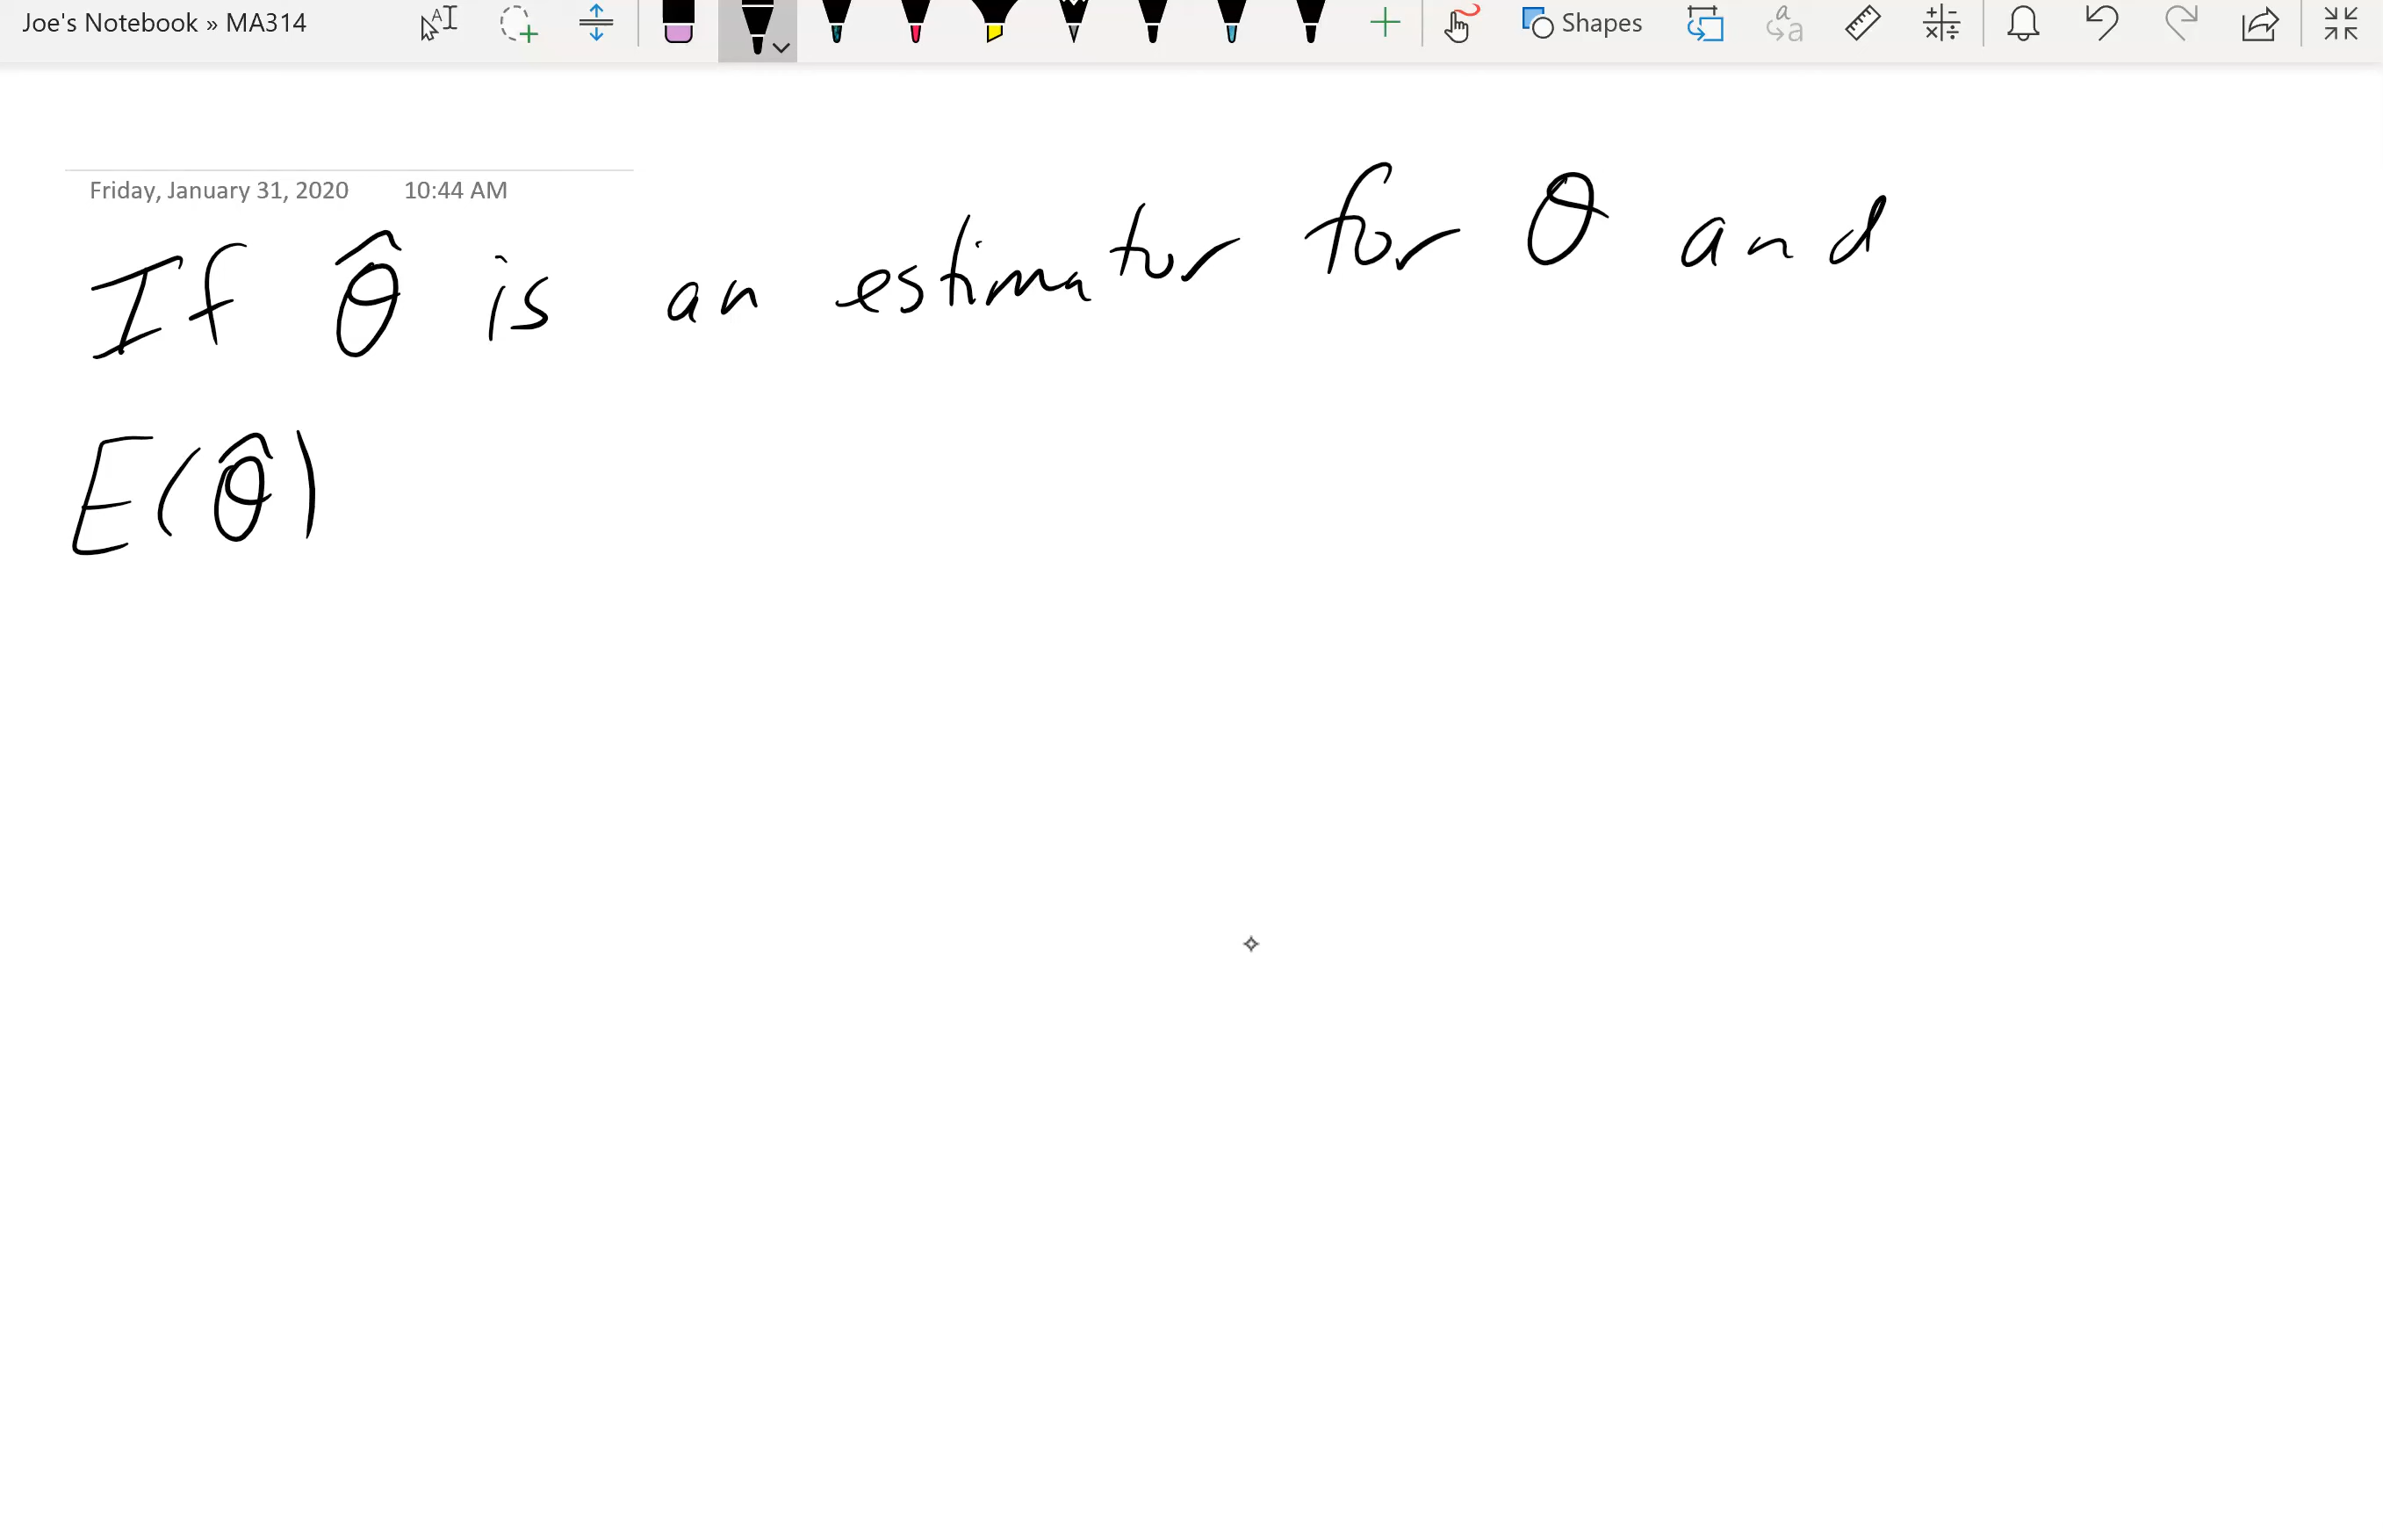 Joe's Notebook » MA314
Shapes
Friday, January 31, 2020 10:44 AM
If θ̂ is an estimator for θ and
E(θ̂)